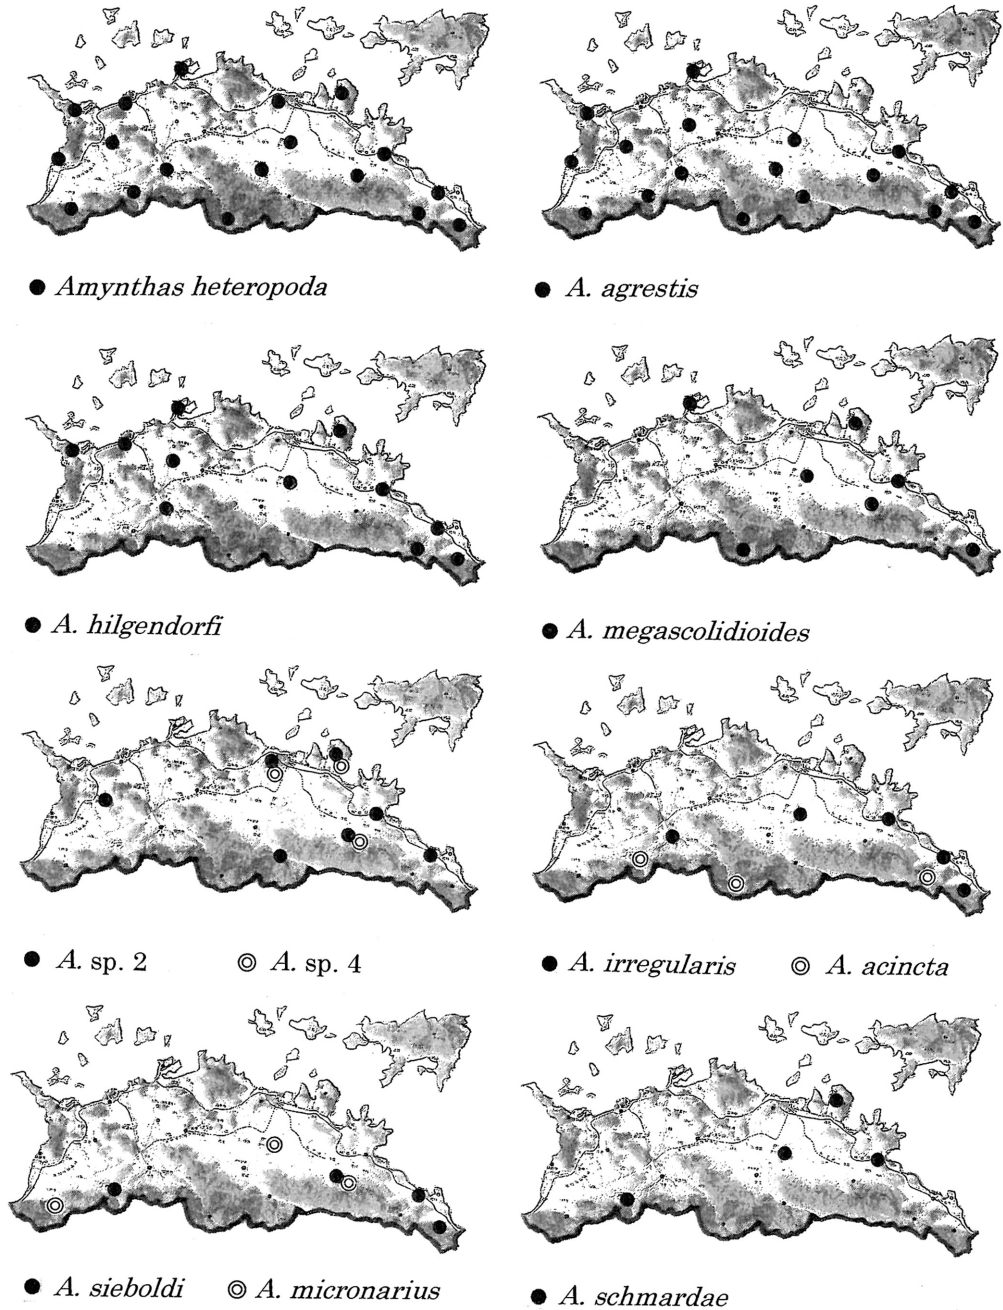 Amynthas heteropoda
A. agrestis
A. hilgendorfi
A. megascolidioides
A. sp. 2
A. sp. 4
A. irregularis
A. acincta
A. sieboldi
A. micronarius
A. schmardae